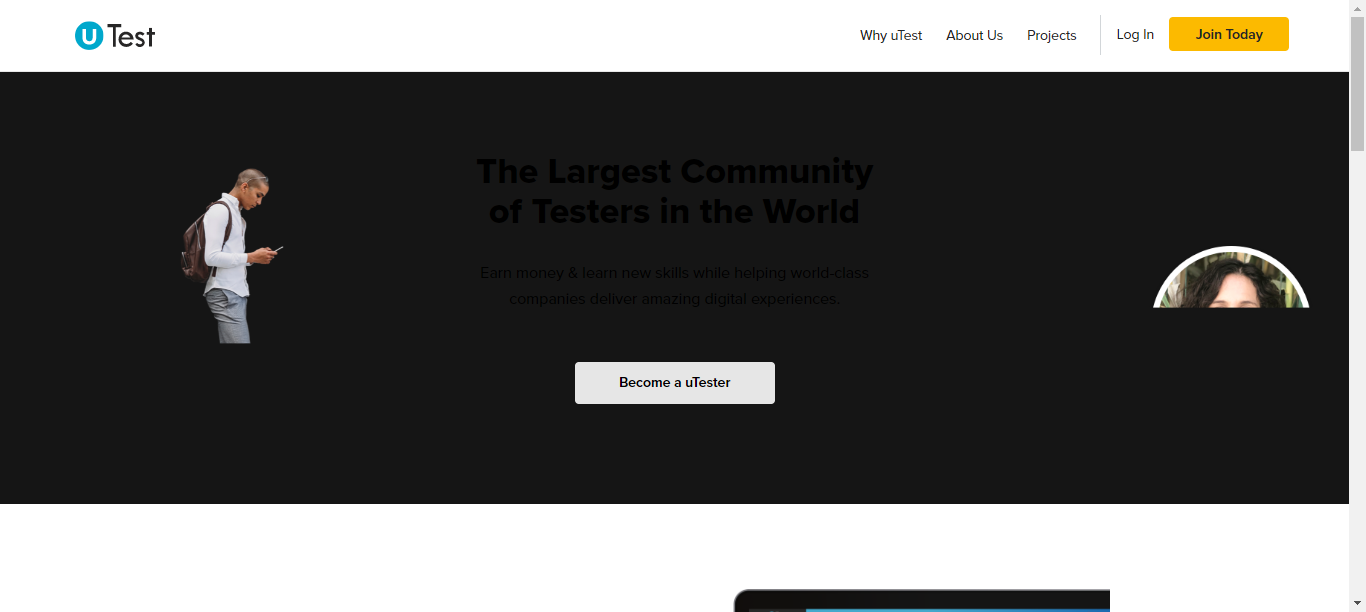 uTest
Why uTest
About Us
Projects
Log In
Join Today
The Largest Community
of Testers in the World
Earn money & learn new skills while helping world-class
companies deliver amazing digital experiences.
Become a uTester